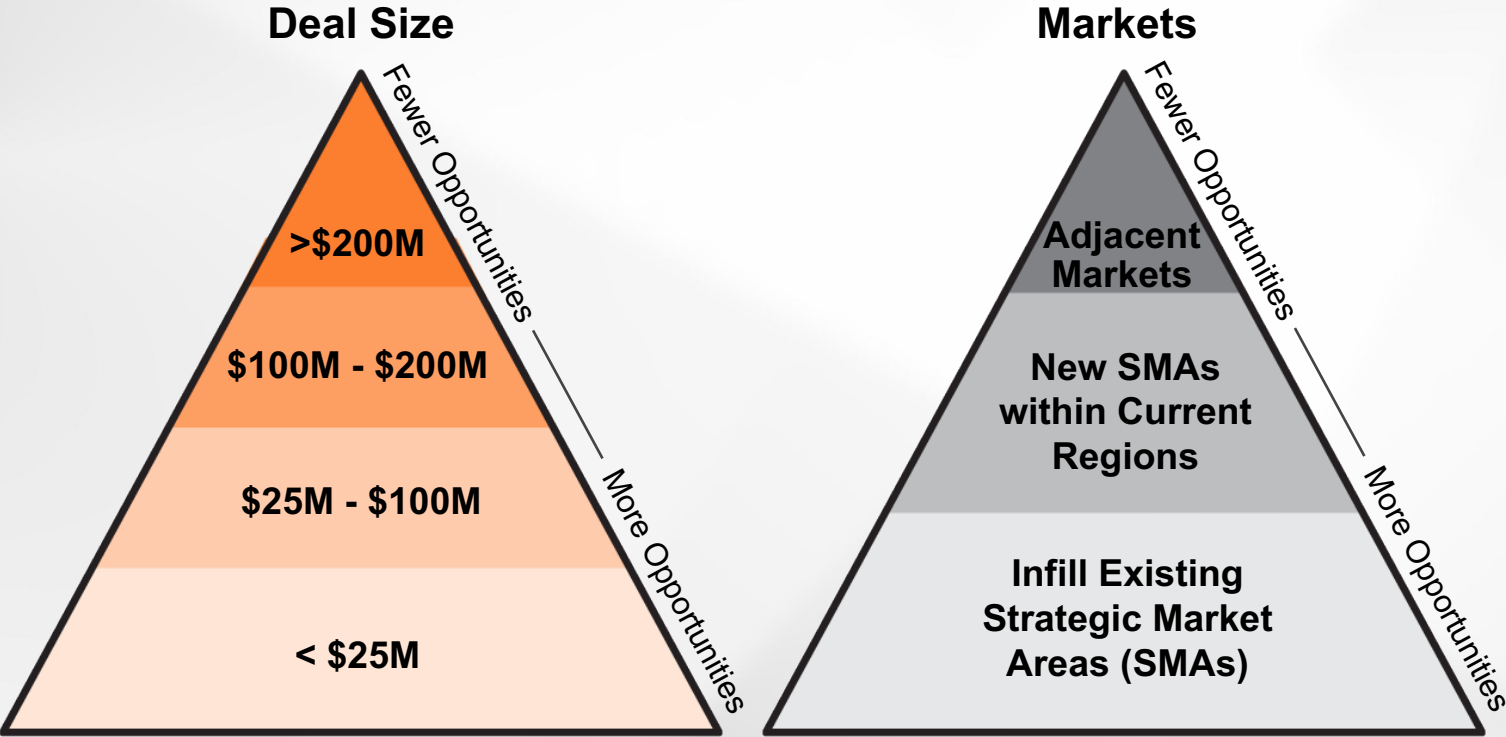 Deal Size
Fewer Opportunities
More Opportunities
>$200M
$100M - $200M
$25M - $100M
< $25M
Markets
Fewer Opportunities
More Opportunities
Adjacent
Markets
New SMAs
within Current
Regions
Infill Existing
Strategic Market
Areas (SMAs)